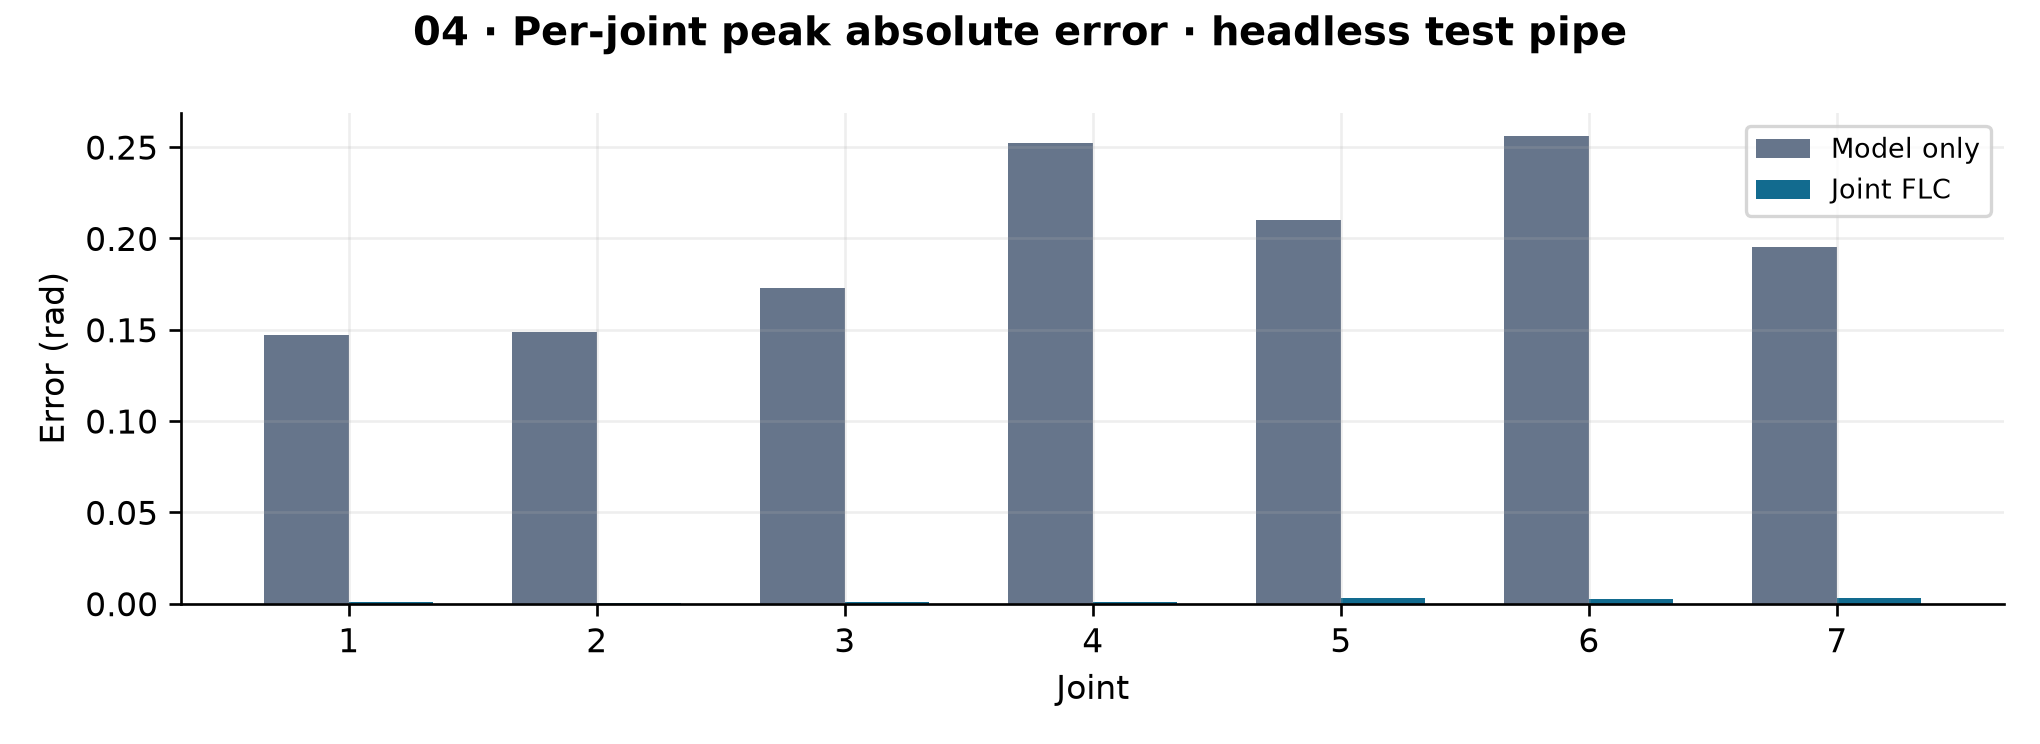 04 · Per-joint peak absolute error · headless test pipe
Error (rad)
0.25
0.20
0.15
0.10
0.05
0.00
Model only
Joint FLC
1 2 3 4 5 6 7
Joint